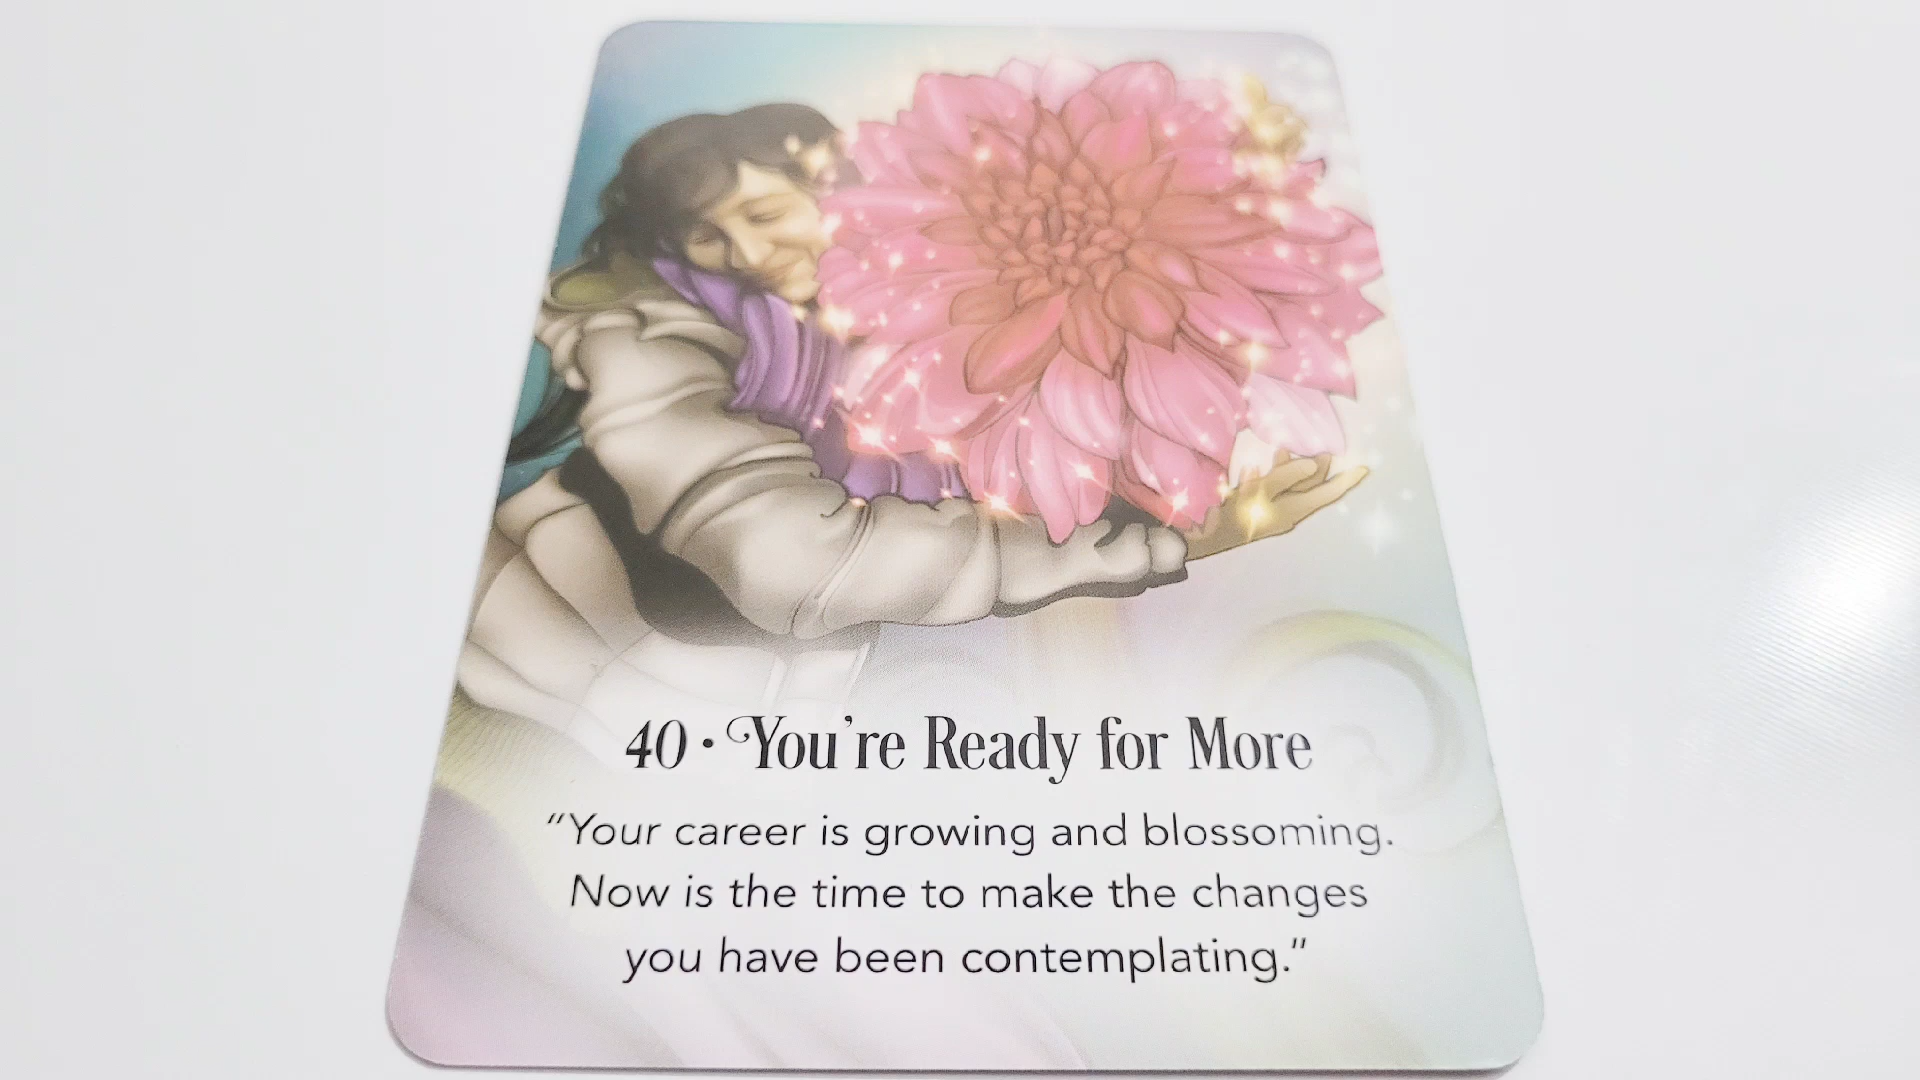 40 • You're Ready for More
"Your career is growing and blossoming.
Now is the time to make the changes
you have been contemplating."